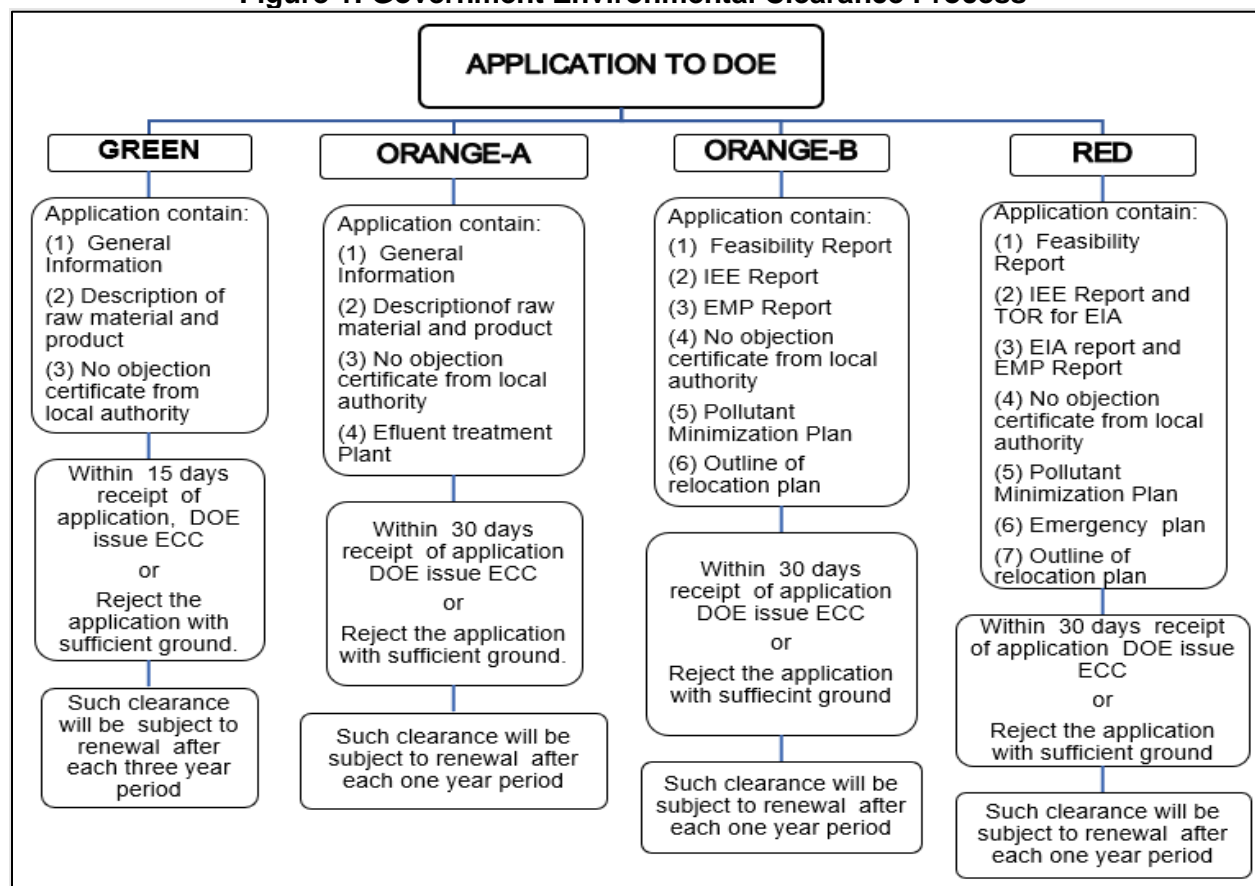 Figure 1: Government Environmental Clearance Process
APPLICATION TO DOE
GREEN
Application contain:
(1) General
Information
(2) Description of
raw material and
product
(3) No objection
certificate from
local authority
Within 15 days
receipt of
application, DOE
issue ECC
or
Reject the
application with
sufficient ground.
Such clearance
will be subject to
renewal after
each three year
period
ORANGE-A
Application contain:
(1) General
Information
(2) Descriptionof raw
material and product
(3) No objection
certificate from local
authority
(4) Efluent treatment
Plant
Within 30 days
receipt of application
DOE issue ECC
or
Reject the application
with sufficient ground.
Such clearance will be
subject to renewal after
each one year period
ORANGE-B
Application contain:
(1) Feasibility Report
(2) IEE Report
(3) EMP Report
(4) No objection
certificate from local
authority
(5) Pollutant
Minimization Plan
(6) Outline of
relocation plan
Within 30 days
receipt of application
DOE issue ECC
or
Reject the application
with suffiecint ground
Such clearance will be
subject to renewal after
each one year period
RED
Application contain:
(1) Feasibility
Report
(2) IEE Report and
TOR for EIA
(3) EIA report and
EMP Report
(4) No objection
certificate from local
authority
(5) Pollutant
Minimization Plan
(6) Emergency plan
(7) Outline of
relocation plan
Within 30 days receipt
of application DOE issue
ECC
or
Reject the application
with sufficient ground
Such clearance will be
subject to renewal after
each one year period